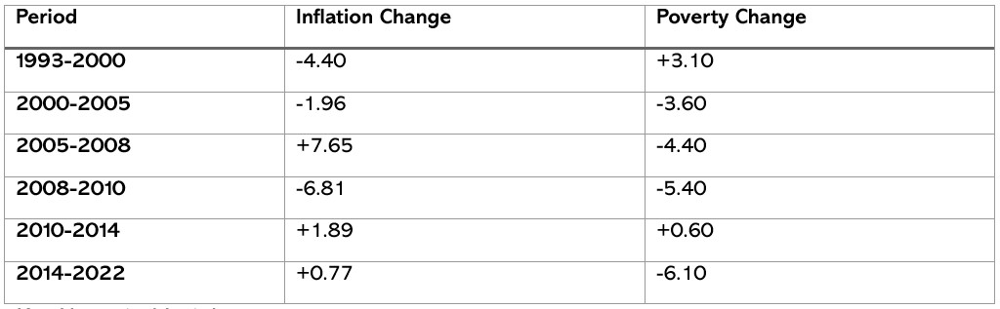 Period Inflation Change Poverty Change
1993-2000 -4.40 +3.10
2000-2005 -1.96 -3.60
2005-2008 +7.65 -4.40
2008-2010 -6.81 -5.40
2010-2014 +1.89 +0.60
2014-2022 +0.77 -6.10